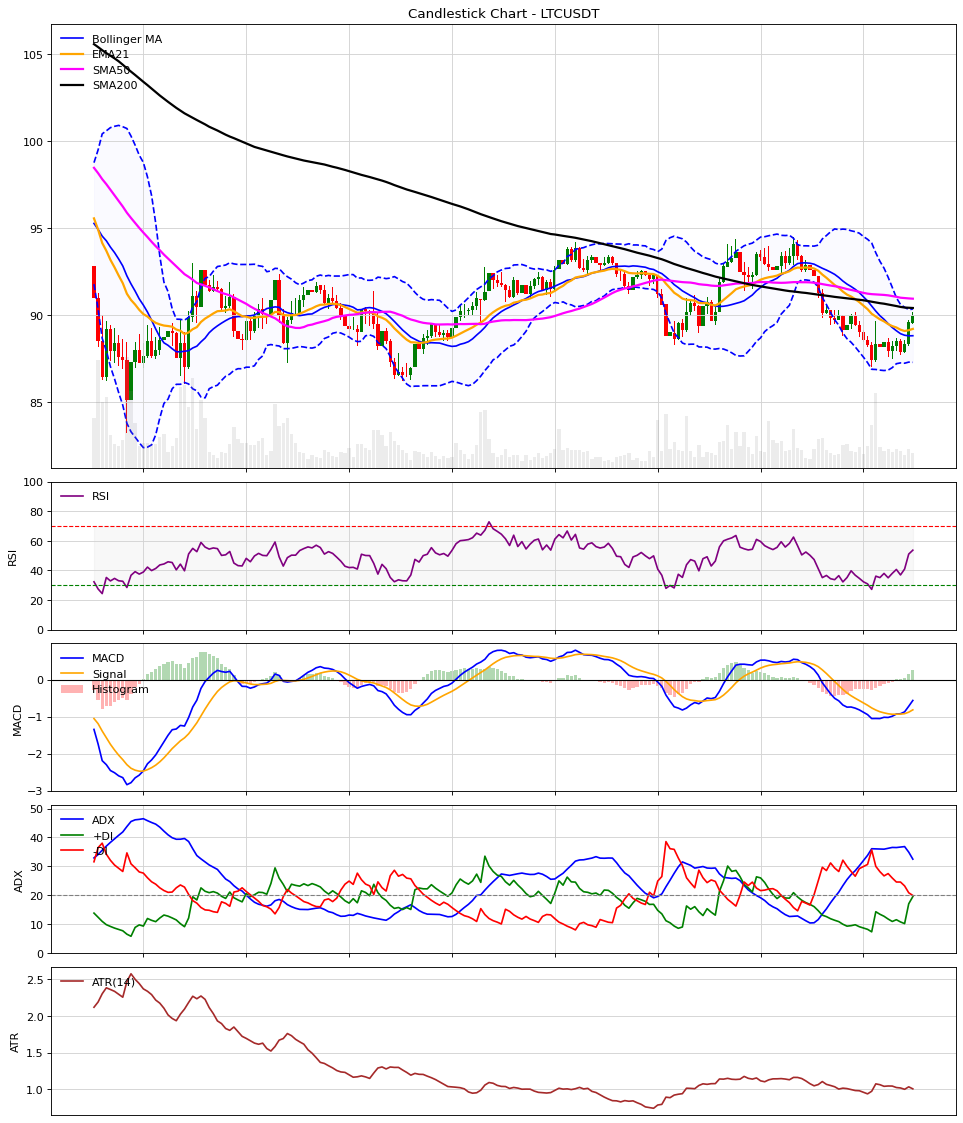 Candlestick Chart - LTCUSDT
Bollinger MA
EMA21
SMA50
SMA200
105
100
95
90
85
RSI
100
80
60
40
20
0
RSI
MACD
Signal
Histogram
0
−1
−2
−3
MACD
ADX
+DI
-DI
50
40
30
20
10
0
ADX
ATR(14)
2.5
2.0
1.5
1.0
ATR